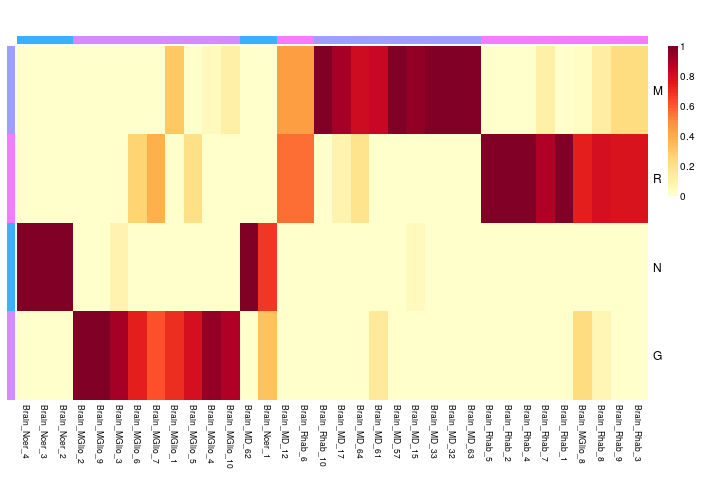 1
0.8
0.6
0.4
0.2
0
M
R
N
G
Brain_Ncer_4
Brain_Ncer_3
Brain_Ncer_2
Brain_MGlio_2
Brain_MGlio_9
Brain_MGlio_3
Brain_MGlio_6
Brain_MGlio_7
Brain_MGlio_1
Brain_MGlio_5
Brain_MGlio_4
Brain_MGlio_10
Brain_MD_62
Brain_Ncer_1
Brain_MD_12
Brain_Rhab_6
Brain_Rhab_10
Brain_MD_17
Brain_MD_64
Brain_MD_61
Brain_MD_57
Brain_MD_15
Brain_MD_33
Brain_MD_32
Brain_MD_63
Brain_Rhab_5
Brain_Rhab_2
Brain_Rhab_4
Brain_Rhab_7
Brain_Rhab_1
Brain_MGlio_8
Brain_Rhab_8
Brain_Rhab_9
Brain_Rhab_3